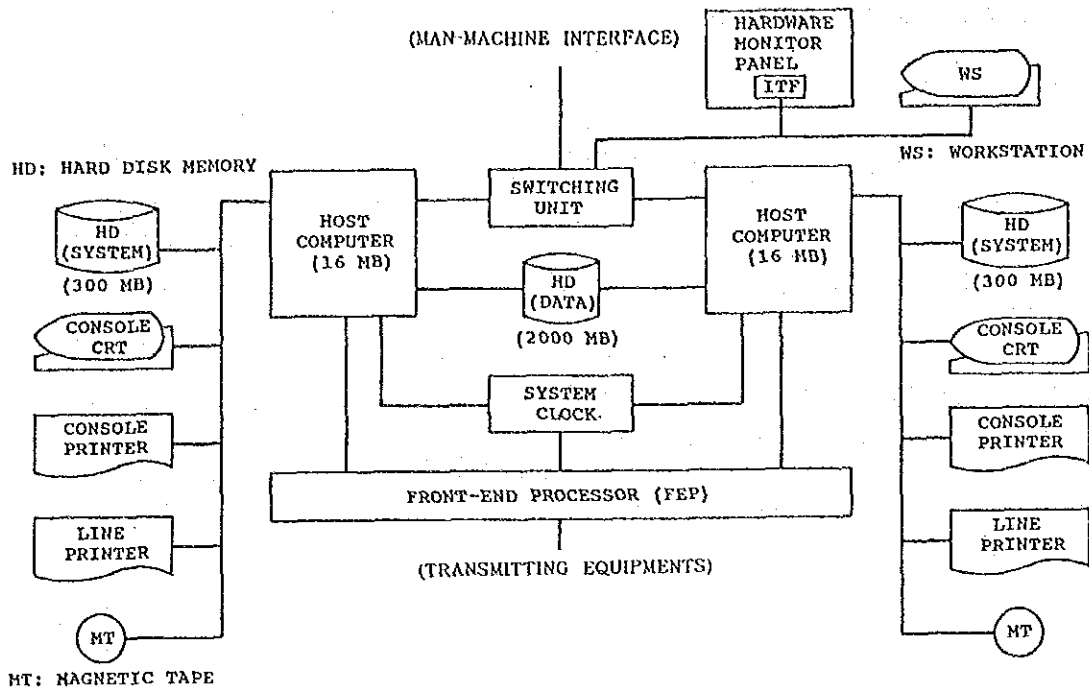 (MAN-MACHINE INTERFACE)
HARDWARE
MONITOR
PANEL
ITF
WS
HD: HARD DISK MEMORY
WS: WORKSTATION
HD
(SYSTEM)
(300 MB)
HOST
COMPUTER
(16 MB)
SWITCHING
UNIT
HOST
COMPUTER
(16 MB)
HD
(SYSTEM)
(300 MB)
HD
(DATA)
(2000 MB)
CONSOLE
CRT
CONSOLE
CRT
SYSTEM
CLOCK
CONSOLE
PRINTER
CONSOLE
PRINTER
FRONT-END PROCESSOR (FEP)
LINE
PRINTER
LINE
PRINTER
(TRANSMITTING EQUIPMENTS)
MT
MT
MT: MAGNETIC TAPE